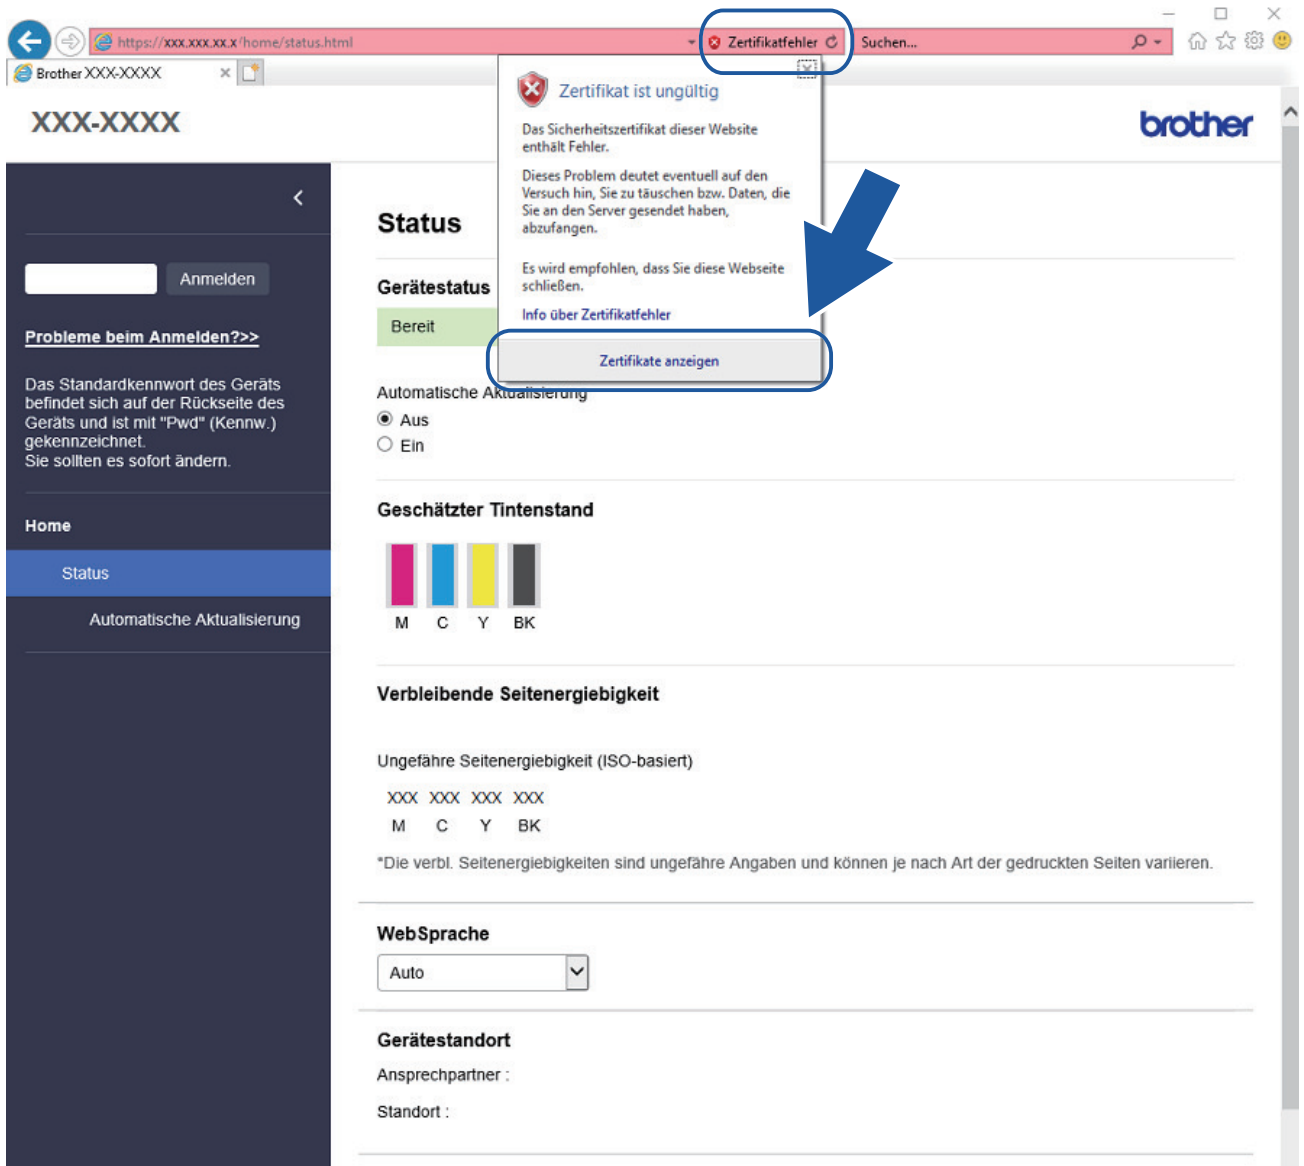 https://xxx.xxx.xx.x/home/status.html
Zertifikatfehler
Suchen...
Brother XXX-XXXX
XXX-XXXX
brother
Zertifikat ist ungültig
Das Sicherheitszertifikat dieser Website
enthält Fehler.
Dieses Problem deutet eventuell auf den
Versuch hin, Sie zu täuschen bzw. Daten, die
Sie an den Server gesendet haben,
abzufangen.
Es wird empfohlen, dass Sie diese Webseite
schließen.
Info über Zertifikatfehler
Zertifikate anzeigen
Anmelden
Probleme beim Anmelden?>>
Das Standardkennwort des Geräts
befindet sich auf der Rückseite des
Geräts und ist mit "Pwd" (Kennw.)
gekennzeichnet.
Sie sollten es sofort ändern.
Home
Status
Automatische Aktualisierung
Status
Gerätestatus
Bereit
Automatische Aktualisierung
Aus
Ein
Geschätzter Tintenstand
M C Y BK
Verbleibende Seitenergiebigkeit
Ungefähre Seitenergiebigkeit (ISO-basiert)
XXX XXX XXX XXX
M C Y BK
*Die verbl. Seitenergiebigkeiten sind ungefähre Angaben und können je nach Art der gedruckten Seiten variieren.
WebSprache
Auto
Gerätestandort
Ansprechpartner :
Standort :